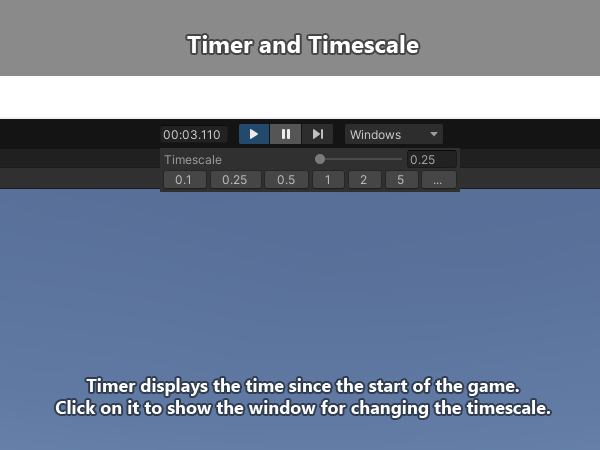 Timer and Timescale
00:03.110 Windows
Timescale 0.25
0.1 0.25 0.5 1 2 5 ...
Timer displays the time since the start of the game.
Click on it to show the window for changing the timescale.